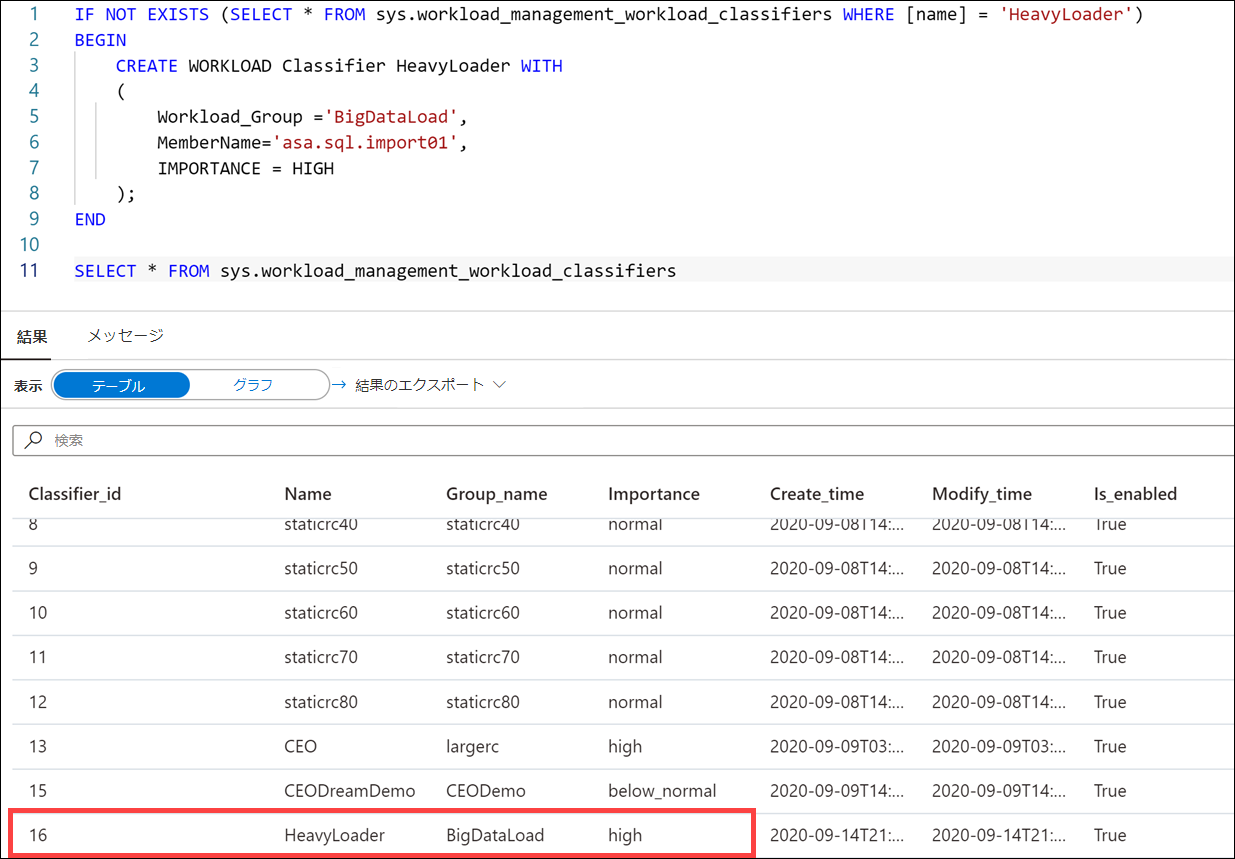 1 IF NOT EXISTS (SELECT * FROM sys.workload_management_workload_classifiers WHERE [name] = 'HeavyLoader')
2 BEGIN
3 CREATE WORKLOAD Classifier HeavyLoader WITH
4 (
5 Workload_Group ='BigDataLoad',
6 MemberName='asa.sql.import01',
7 IMPORTANCE = HIGH
8 );
9 END
10
11 SELECT * FROM sys.workload_management_workload_classifiers
結果 メッセージ
表示 テーブル グラフ → 結果のエクスポート
検索
Classifier_id Name Group_name Importance Create_time Modify_time Is_enabled
8 staticrc40 staticrc40 normal 2020-09-08T14:... 2020-09-08T14:... True
9 staticrc50 staticrc50 normal 2020-09-08T14:... 2020-09-08T14:... True
10 staticrc60 staticrc60 normal 2020-09-08T14:... 2020-09-08T14:... True
11 staticrc70 staticrc70 normal 2020-09-08T14:... 2020-09-08T14:... True
12 staticrc80 staticrc80 normal 2020-09-08T14:... 2020-09-08T14:... True
13 CEO largerc high 2020-09-09T03:... 2020-09-09T03:... True
15 CEODreamDemo CEODemo below_normal 2020-09-09T14:... 2020-09-09T14:... True
16 HeavyLoader BigDataLoad high 2020-09-14T21:... 2020-09-14T21:... True